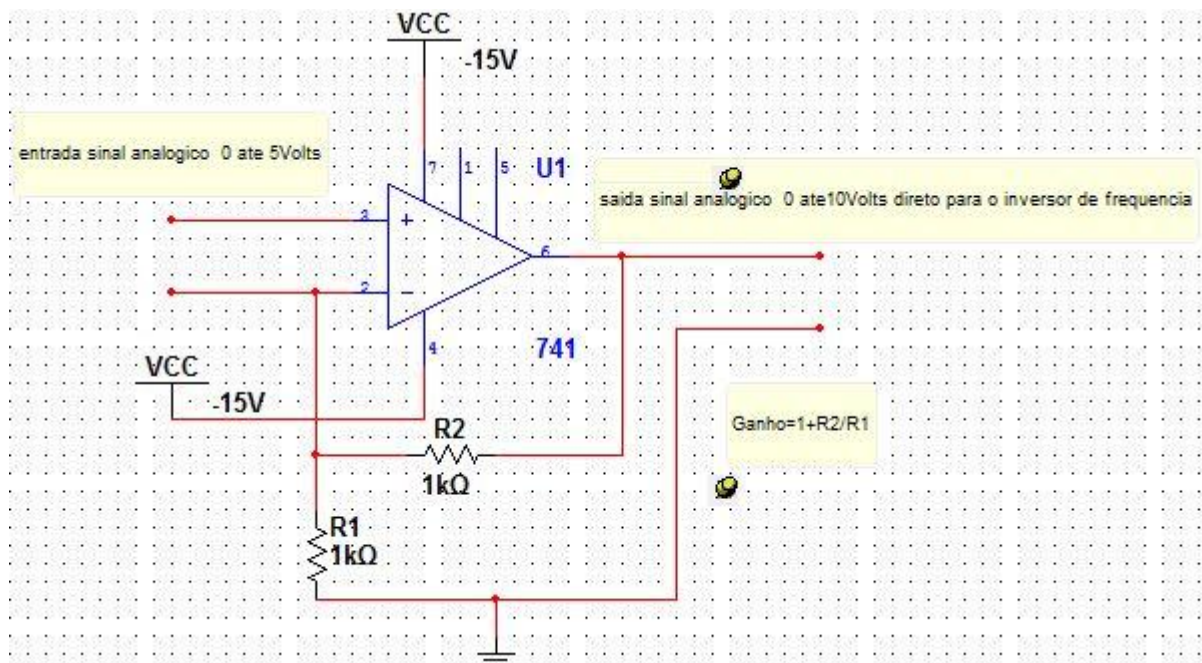 VCC
-15V
entrada sinal analogico 0 ate 5Volts
7
1
5
U1
saida sinal analogico 0 ate10Volts direto para o inversor de frequencia
3
+
6
2
-
4
741
VCC
-15V
R2
1kΩ
Ganho=1+R2/R1
R1
1kΩ